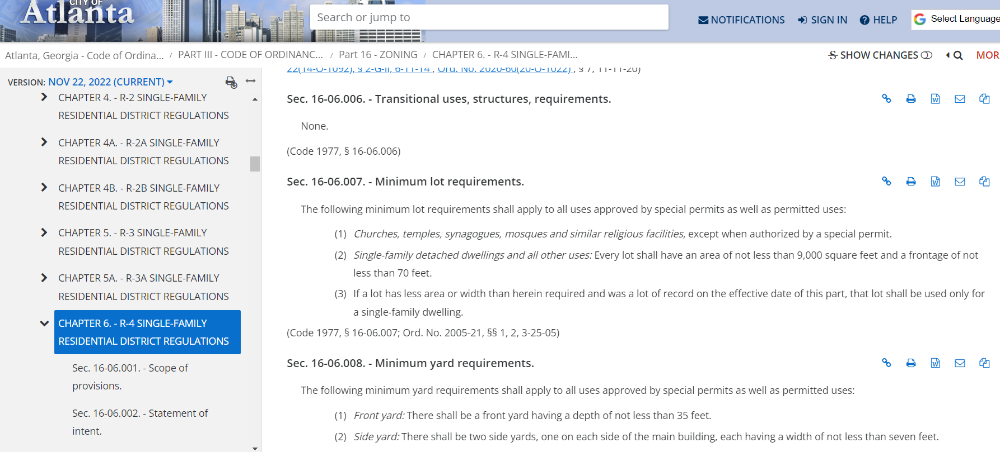 CITY OF
Atlanta
Search or jump to
NOTIFICATIONS
SIGN IN
HELP
Select Language
Atlanta, Georgia - Code of Ordina... / PART III - CODE OF ORDINANC... / Part 16 - ZONING / CHAPTER 6. - R-4 SINGLE-FAMI...
SHOW CHANGES
MOR
VERSION: NOV 22, 2022 (CURRENT)
CHAPTER 4. - R-2 SINGLE-FAMILY
RESIDENTIAL DISTRICT REGULATIONS
CHAPTER 4A. - R-2A SINGLE-FAMILY
RESIDENTIAL DISTRICT REGULATIONS
CHAPTER 4B. - R-2B SINGLE-FAMILY
RESIDENTIAL DISTRICT REGULATIONS
CHAPTER 5. - R-3 SINGLE-FAMILY
RESIDENTIAL DISTRICT REGULATIONS
CHAPTER 5A. - R-3A SINGLE-FAMILY
RESIDENTIAL DISTRICT REGULATIONS
CHAPTER 6. - R-4 SINGLE-FAMILY
RESIDENTIAL DISTRICT REGULATIONS
Sec. 16-06.001. - Scope of
provisions.
Sec. 16-06.002. - Statement of
intent.
22(14-O-1092), § 2-G-II, 6-11-14 ; Ord. No. 2020-60(20-O-1022) , § 7, 11-11-20)
Sec. 16-06.006. - Transitional uses, structures, requirements.
None.
(Code 1977, § 16-06.006)
Sec. 16-06.007. - Minimum lot requirements.
The following minimum lot requirements shall apply to all uses approved by special permits as well as permitted uses:
(1) Churches, temples, synagogues, mosques and similar religious facilities, except when authorized by a special permit.
(2) Single-family detached dwellings and all other uses: Every lot shall have an area of not less than 9,000 square feet and a frontage of not
less than 70 feet.
(3) If a lot has less area or width than herein required and was a lot of record on the effective date of this part, that lot shall be used only for
a single-family dwelling.
(Code 1977, § 16-06.007; Ord. No. 2005-21, §§ 1, 2, 3-25-05)
Sec. 16-06.008. - Minimum yard requirements.
The following minimum yard requirements shall apply to all uses approved by special permits as well as permitted uses:
(1) Front yard: There shall be a front yard having a depth of not less than 35 feet.
(2) Side yard: There shall be two side yards, one on each side of the main building, each having a width of not less than seven feet.